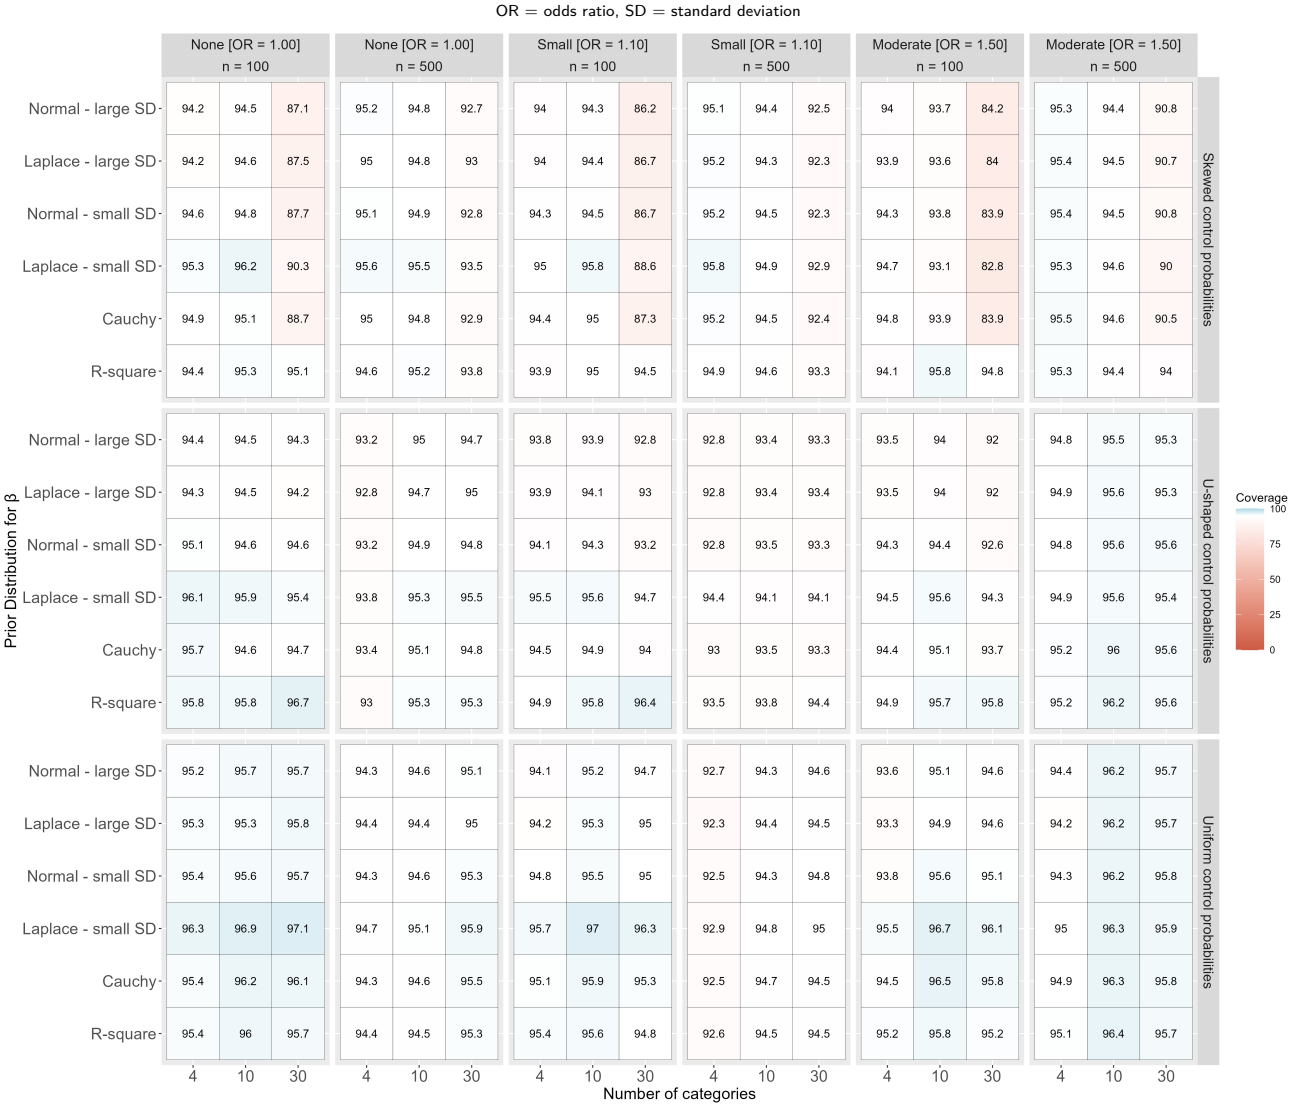 OR = odds ratio, SD = standard deviation
None [OR = 1.00] None [OR = 1.00] Small [OR = 1.10] Small [OR = 1.10] Moderate [OR = 1.50] Moderate [OR = 1.50]
n = 100 n = 500 n = 100 n = 500 n = 100 n = 500
Normal - large SD 94.2 94.5 87.1 95.2 94.8 92.7 94 94.3 86.2 95.1 94.4 92.5 94 93.7 84.2 95.3 94.4 90.8
Laplace - large SD 94.2 94.6 87.5 95 94.8 93 94 94.4 86.7 95.2 94.3 92.3 93.9 93.6 84 95.4 94.5 90.7
Normal - small SD 94.6 94.8 87.7 95.1 94.9 92.8 94.3 94.5 86.7 95.2 94.5 92.3 94.3 93.8 83.9 95.4 94.5 90.8
Laplace - small SD 95.3 96.2 90.3 95.6 95.5 93.5 95 95.8 88.6 95.8 94.9 92.9 94.7 93.1 82.8 95.3 94.6 90
Cauchy 94.9 95.1 88.7 95 94.8 92.9 94.4 95 87.3 95.2 94.5 92.4 94.8 93.9 83.9 95.5 94.6 90.5
R-square 94.4 95.3 95.1 94.6 95.2 93.8 93.9 95 94.5 94.9 94.6 93.3 94.1 95.8 94.8 95.3 94.4 94
Skewed control probabilities
Normal - large SD 94.4 94.5 94.3 93.2 95 94.7 93.8 93.9 92.8 92.8 93.4 93.3 93.5 94 92 94.8 95.5 95.3
Laplace - large SD 94.3 94.5 94.2 92.8 94.7 95 93.9 94.1 93 92.8 93.4 93.4 93.5 94 92 94.9 95.6 95.3
Normal - small SD 95.1 94.6 94.6 93.2 94.9 94.8 94.1 94.3 93.2 92.8 93.5 93.3 94.3 94.4 92.6 94.8 95.6 95.6
Laplace - small SD 96.1 95.9 95.4 93.8 95.3 95.5 95.5 95.6 94.7 94.4 94.1 94.1 94.5 95.6 94.3 94.9 95.6 95.4
Cauchy 95.7 94.6 94.7 93.4 95.1 94.8 94.5 94.9 94 93 93.5 93.3 94.4 95.1 93.7 95.2 96 95.6
R-square 95.8 95.8 96.7 93 95.3 95.3 94.9 95.8 96.4 93.5 93.8 94.4 94.9 95.7 95.8 95.2 96.2 95.6
U-shaped control probabilities
Normal - large SD 95.2 95.7 95.7 94.3 94.6 95.1 94.1 95.2 94.7 92.7 94.3 94.6 93.6 95.1 94.6 94.4 96.2 95.7
Laplace - large SD 95.3 95.3 95.8 94.4 94.4 95 94.2 95.3 95 92.3 94.4 94.5 93.3 94.9 94.6 94.2 96.2 95.7
Normal - small SD 95.4 95.6 95.7 94.3 94.6 95.3 94.8 95.5 95 92.5 94.3 94.8 93.8 95.6 95.1 94.3 96.2 95.8
Laplace - small SD 96.3 96.9 97.1 94.7 95.1 95.9 95.7 97 96.3 92.9 94.8 95 95.5 96.7 96.1 95 96.3 95.9
Cauchy 95.4 96.2 96.1 94.3 94.6 95.5 95.1 95.9 95.3 92.5 94.7 94.5 94.5 96.5 95.8 94.9 96.3 95.8
R-square 95.4 96 95.7 94.4 94.5 95.3 95.4 95.6 94.8 92.6 94.5 94.5 95.2 95.8 95.2 95.1 96.4 95.7
Uniform control probabilities
4 10 30 4 10 30 4 10 30 4 10 30 4 10 30 4 10 30
Number of categories
Prior Distribution for β
Coverage
100
75
50
25
0